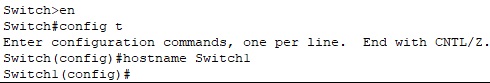 Switch>en
Switch#config t
Enter configuration commands, one per line.  End with CNTL/Z.
Switch(config)#hostname Switch1
Switch1(config)#